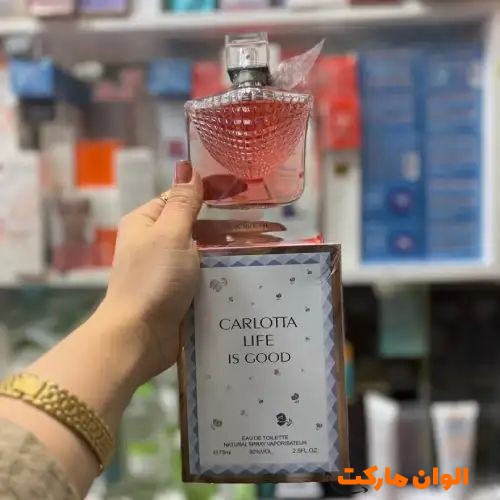 CARLOTTA
LIFE
IS GOOD
EAU DE TOILETTE
NATURAL SPRAY VAPORISATEUR
75ml 80%VOL. 2.5FL.OZ
الوان مارکت